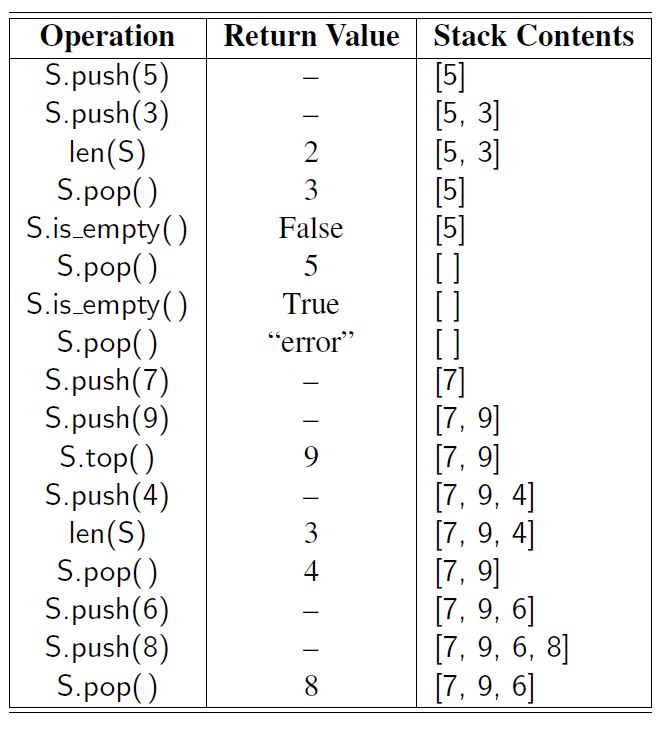 Operation Return Value Stack Contents
S.push(5) – [5]
S.push(3) – [5, 3]
len(S) 2 [5, 3]
S.pop( ) 3 [5]
S.is_empty( ) False [5]
S.pop( ) 5 [ ]
S.is_empty( ) True [ ]
S.pop( ) “error” [ ]
S.push(7) – [7]
S.push(9) – [7, 9]
S.top( ) 9 [7, 9]
S.push(4) – [7, 9, 4]
len(S) 3 [7, 9, 4]
S.pop( ) 4 [7, 9]
S.push(6) – [7, 9, 6]
S.push(8) – [7, 9, 6, 8]
S.pop( ) 8 [7, 9, 6]